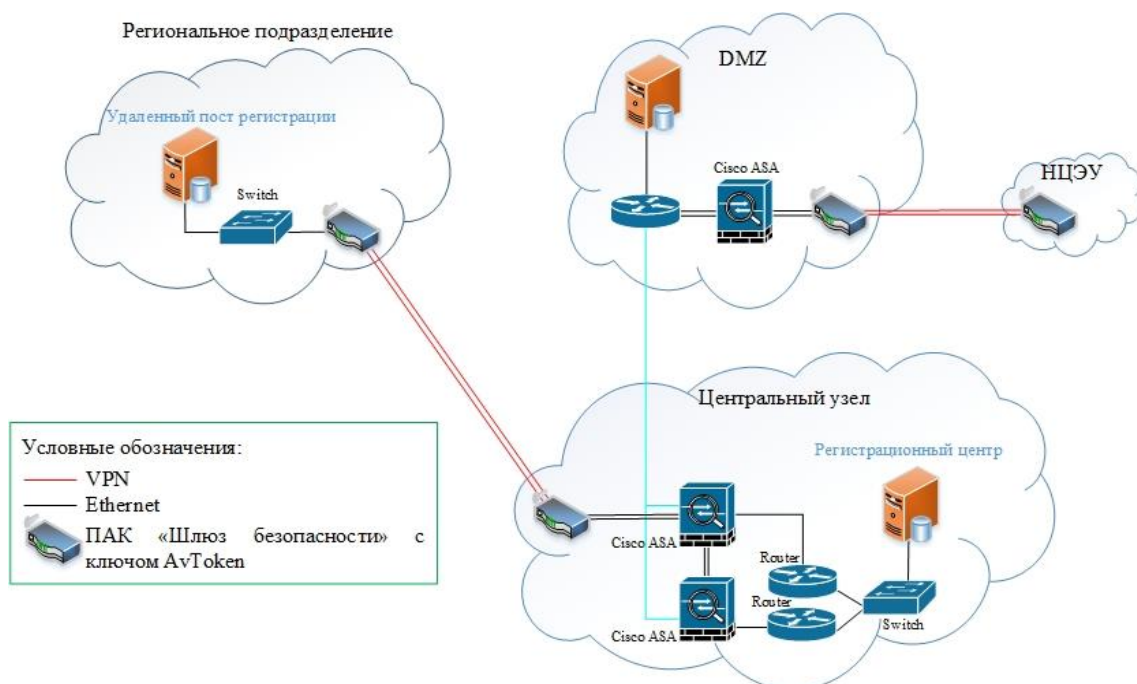 Региональное подразделение
Удаленный пост регистрации
Switch
DMZ
Cisco ASA
НЦЭУ
Центральный узел
Регистрационный центр
Cisco ASA
Router
Router
Cisco ASA
Switch
Условные обозначения:
VPN
Ethernet
ПАК «Шлюз безопасности» с
ключом AvToken